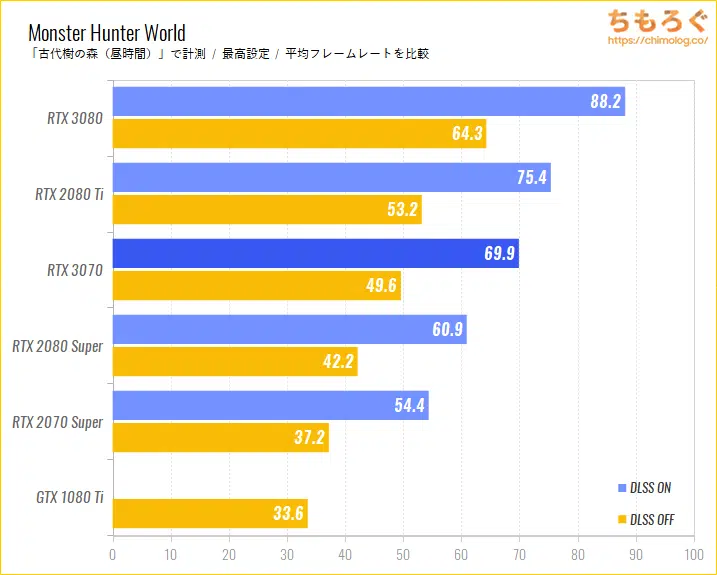 ちもろぐ
https://chimolog.co/
Monster Hunter World
「古代樹の森（昼時間）」で計測 / 最高設定 / 平均フレームレートを比較
RTX 3080
88.2
64.3
RTX 2080 Ti
75.4
53.2
RTX 3070
69.9
49.6
RTX 2080 Super
60.9
42.2
RTX 2070 Super
54.4
37.2
GTX 1080 Ti
33.6
DLSS ON
DLSS OFF
0 10 20 30 40 50 60 70 80 90 100